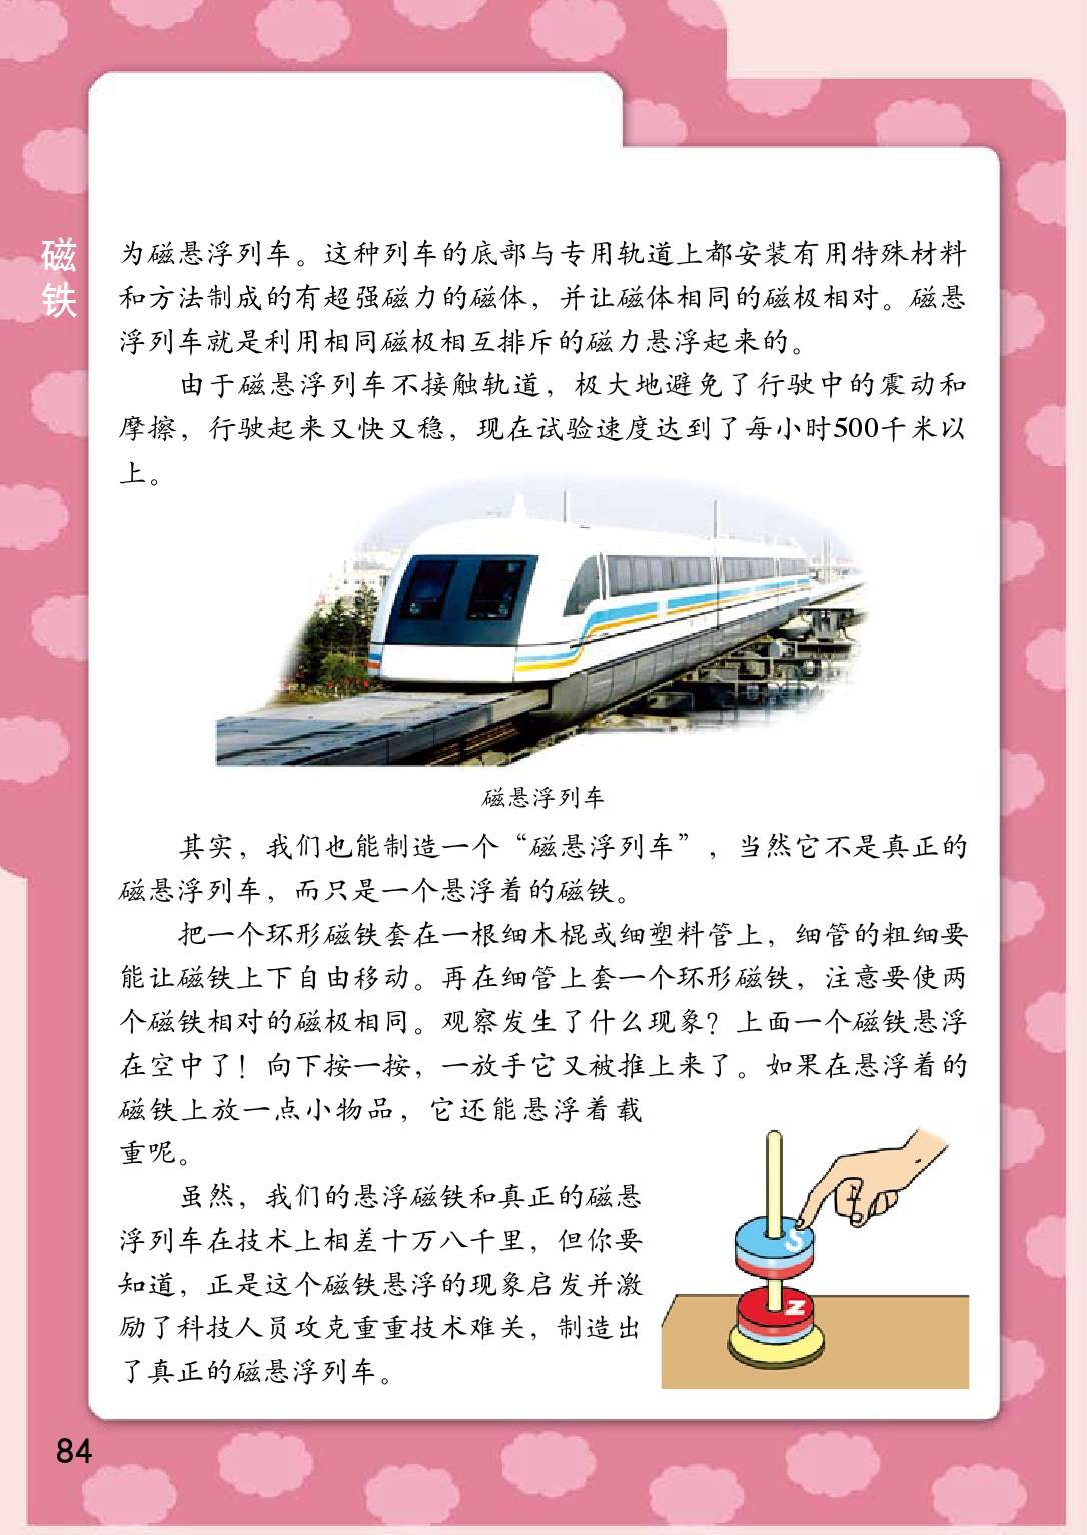 磁铁
为磁悬浮列车。这种列车的底部与专用轨道上都安装有用特殊材料
和方法制成的有超强磁力的磁体，并让磁体相同的磁极相对。磁悬
浮列车就是利用相同磁极相互排斥的磁力悬浮起来的。
由于磁悬浮列车不接触轨道，极大地避免了行驶中的震动和
摩擦，行驶起来又快又稳，现在试验速度达到了每小时500千米以
上。
磁悬浮列车
其实，我们也能制造一个“磁悬浮列车”，当然它不是真正的
磁悬浮列车，而只是一个悬浮着的磁铁。
把一个环形磁铁套在一根细木棍或细塑料管上，细管的粗细要
能让磁铁上下自由移动。再在细管上套一个环形磁铁，注意要使两
个磁铁相对的磁极相同。观察发生了什么现象？上面一个磁铁悬浮
在空中了！向下按一按，一放手它又被推上来了。如果在悬浮着的
磁铁上放一点小物品，它还能悬浮着载
重呢。
虽然，我们的悬浮磁铁和真正的磁悬
浮列车在技术上相差十万八千里，但你要
知道，正是这个磁铁悬浮的现象启发并激
励了科技人员攻克重重技术难关，制造出
了真正的磁悬浮列车。
S
N
84